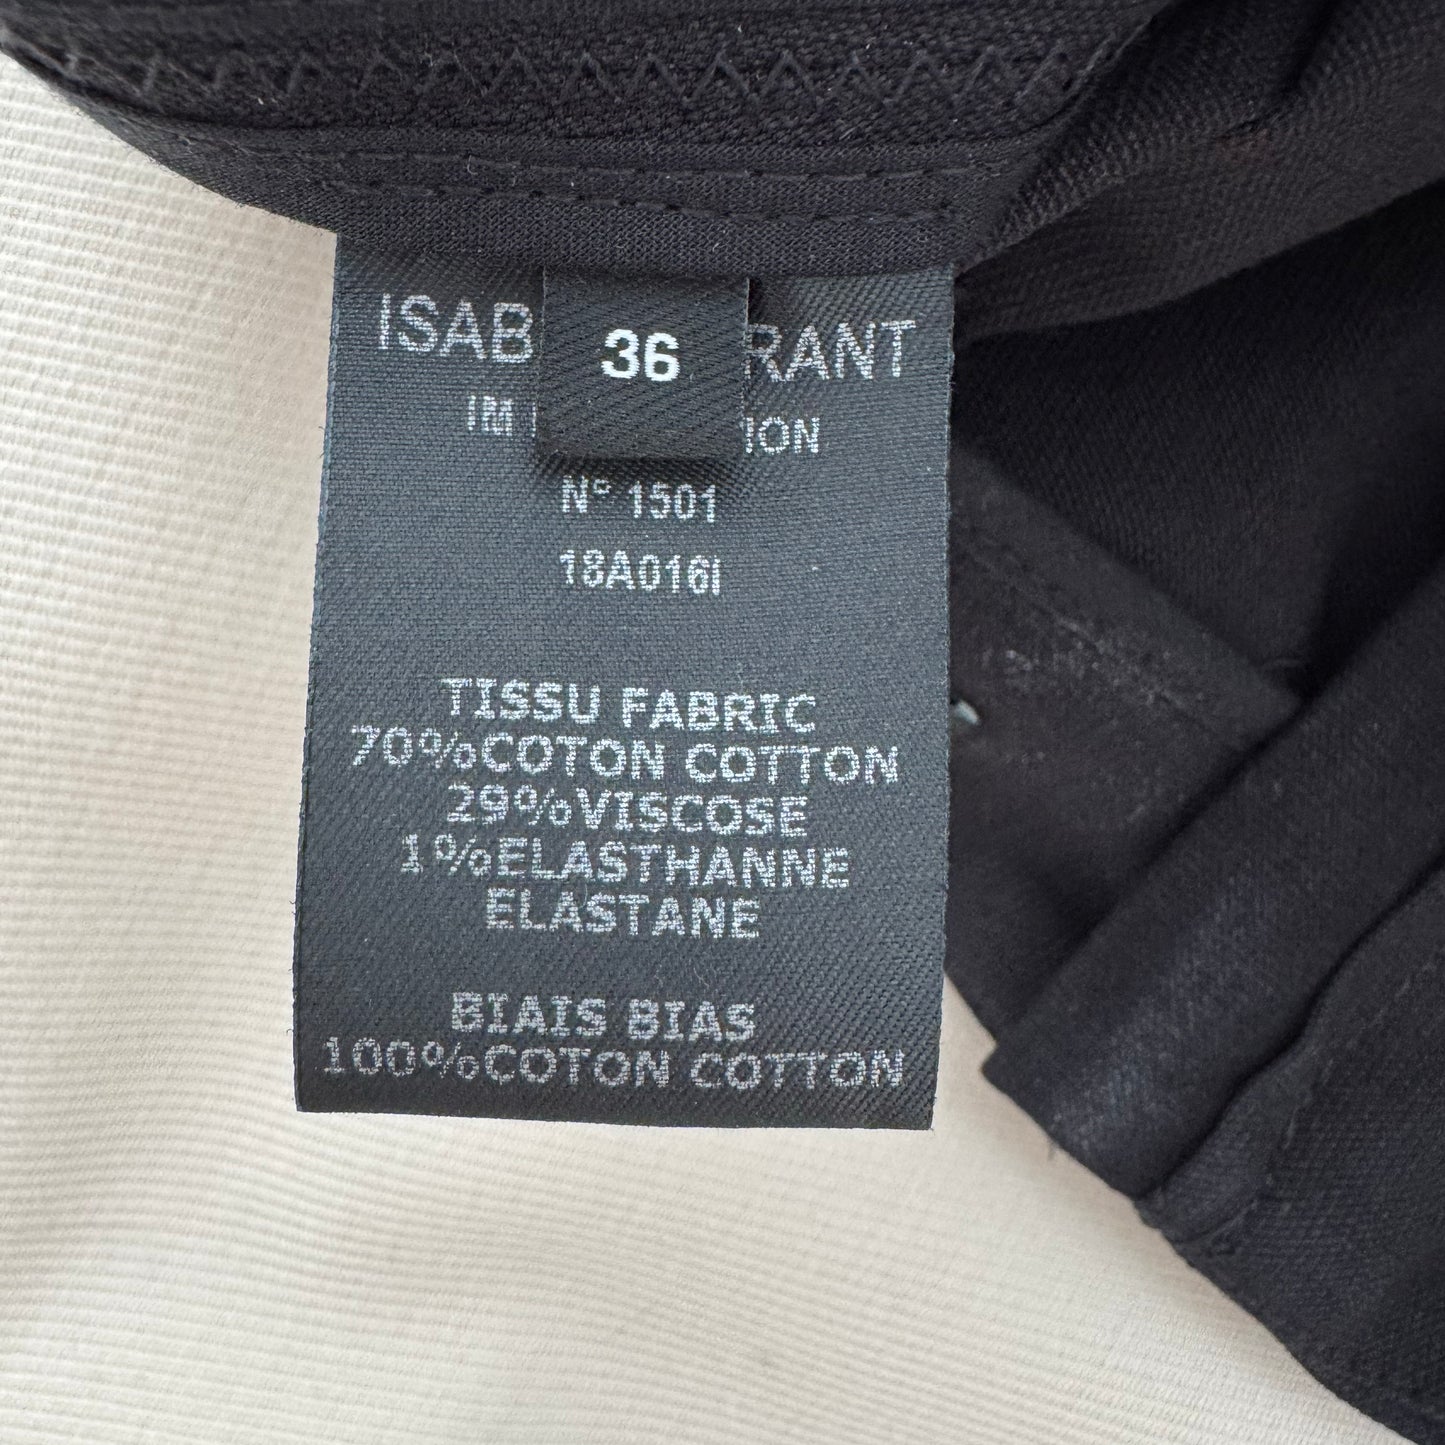 ISAB
36
RANT
IM
ION
N° 1501
18A016I
TISSU FABRIC
70%COTON COTTON
29%VISCOSE
1%ELASTHANNE
ELASTANE
BIAIS BIAS
100%COTON COTTON